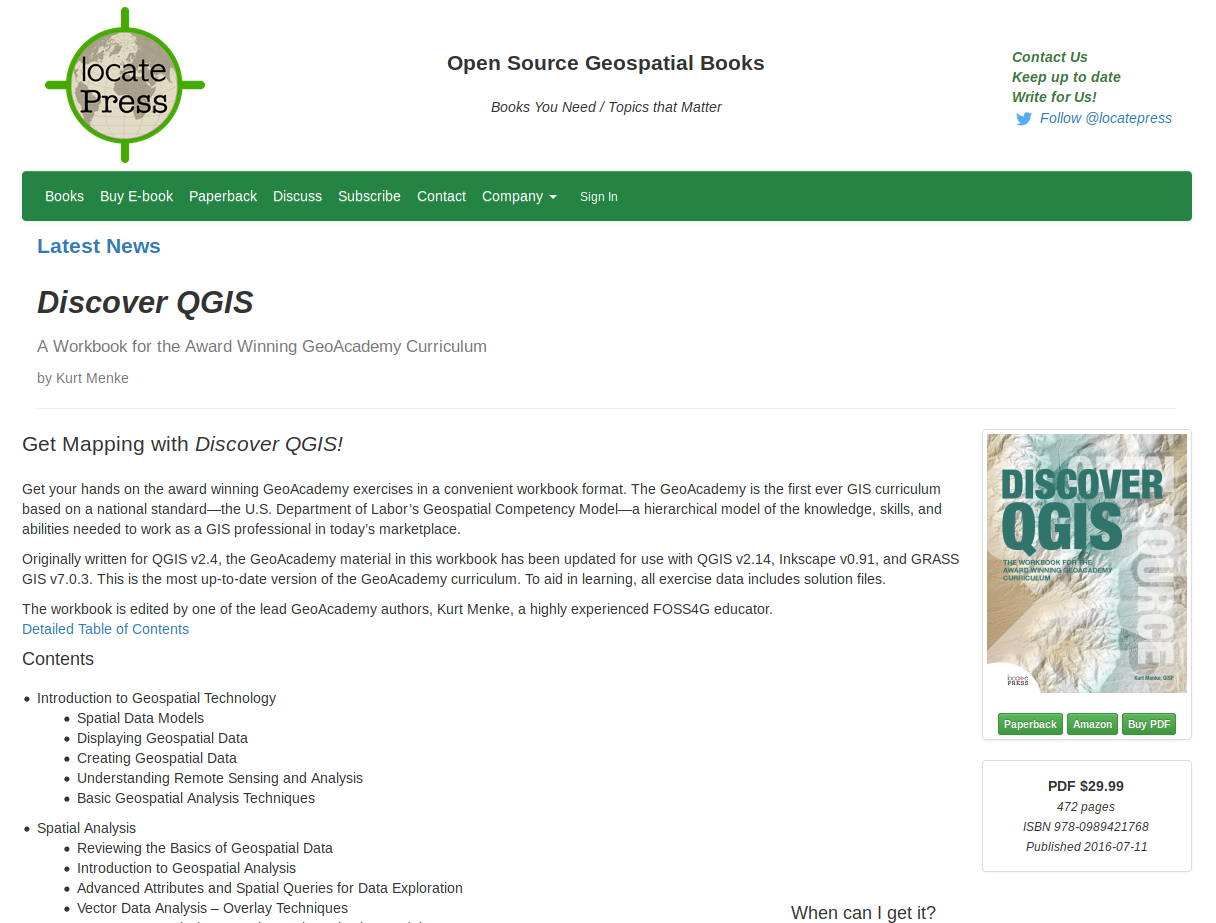 locate
Press
Open Source Geospatial Books
Books You Need / Topics that Matter
Contact Us
Keep up to date
Write for Us!
Follow @locatepress
Books Buy E-book Paperback Discuss Subscribe Contact Company Sign In
Latest News
Discover QGIS
A Workbook for the Award Winning GeoAcademy Curriculum
by Kurt Menke
Get Mapping with Discover QGIS!
Get your hands on the award winning GeoAcademy exercises in a convenient workbook format. The GeoAcademy is the first ever GIS curriculum
based on a national standard—the U.S. Department of Labor’s Geospatial Competency Model—a hierarchical model of the knowledge, skills, and
abilities needed to work as a GIS professional in today’s marketplace.
Originally written for QGIS v2.4, the GeoAcademy material in this workbook has been updated for use with QGIS v2.14, Inkscape v0.91, and GRASS
GIS v7.0.3. This is the most up-to-date version of the GeoAcademy curriculum. To aid in learning, all exercise data includes solution files.
The workbook is edited by one of the lead GeoAcademy authors, Kurt Menke, a highly experienced FOSS4G educator.
Detailed Table of Contents
Contents
• Introduction to Geospatial Technology
• Spatial Data Models
• Displaying Geospatial Data
• Creating Geospatial Data
• Understanding Remote Sensing and Analysis
• Basic Geospatial Analysis Techniques
• Spatial Analysis
• Reviewing the Basics of Geospatial Data
• Introduction to Geospatial Analysis
• Advanced Attributes and Spatial Queries for Data Exploration
• Vector Data Analysis – Overlay Techniques
OPEN SOURCE
DISCOVER
QGIS
THE WORKBOOK FOR THE
AWARD WINNING GEOACADEMY
CURRICULUM
locate
PRESS
Kurt Menke, GISP
Paperback Amazon Buy PDF
PDF $29.99
472 pages
ISBN 978-0989421768
Published 2016-07-11
When can I get it?